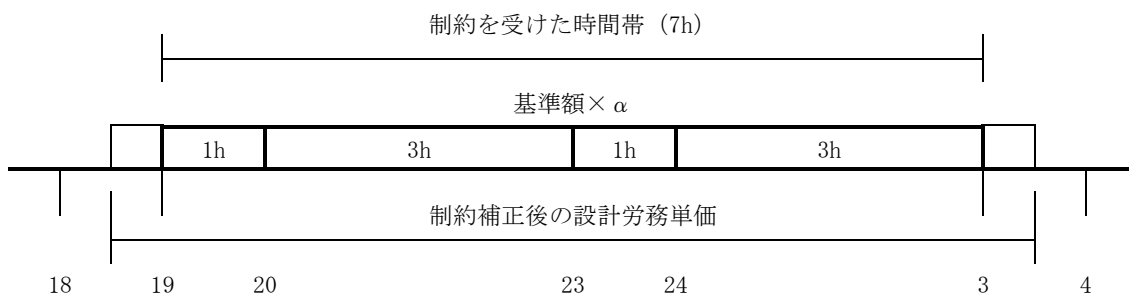 制約を受けた時間帯 (7h)
基準額×α
1h 3h 1h 3h
制約補正後の設計労務単価
18 19 20 23 24 3 4